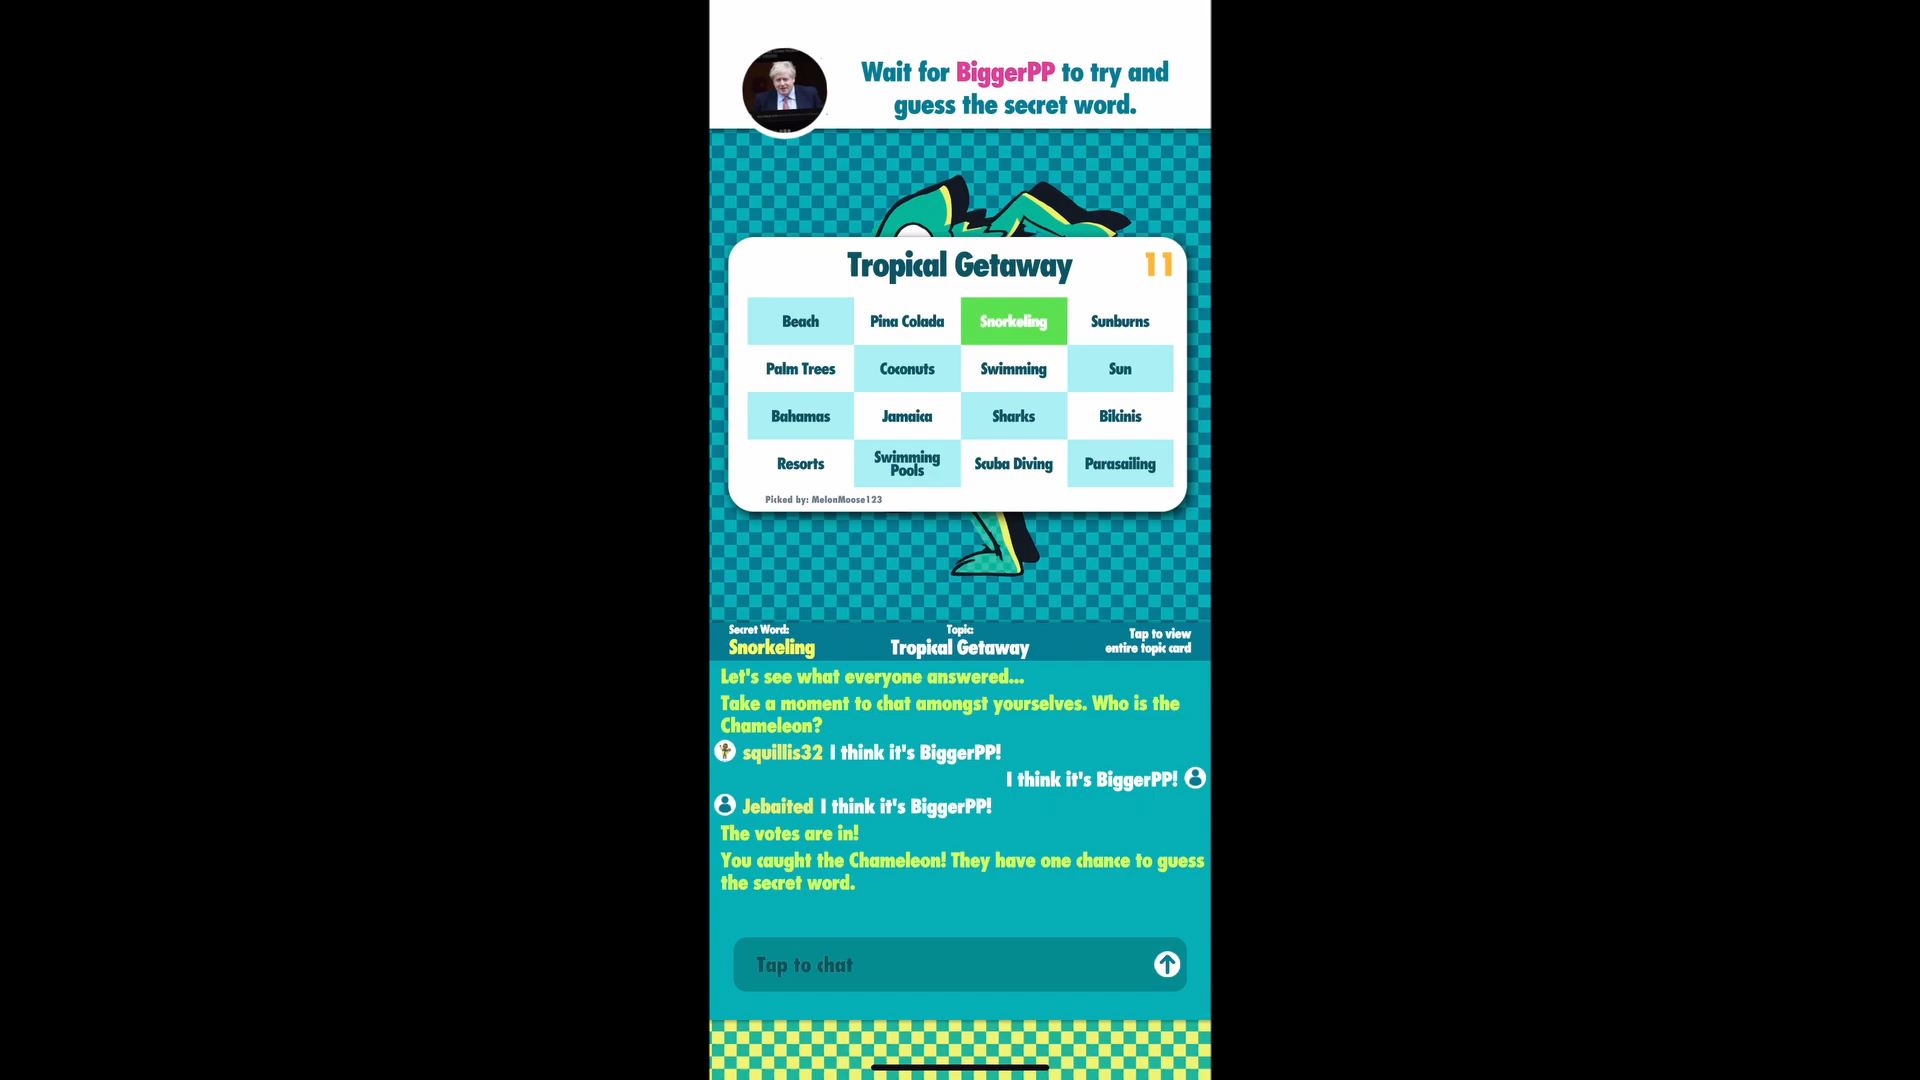 Wait for BiggerPP to try and
guess the secret word.
Tropical Getaway
11
Beach
Pina Colada
Snorkeling
Sunburns
Palm Trees
Coconuts
Swimming
Sun
Bahamas
Jamaica
Sharks
Bikinis
Resorts
Swimming
Pools
Scuba Diving
Parasailing
Picked by: MelonMoose123
Secret Word:
Snorkeling
Topic:
Tropical Getaway
Tap to view
entire topic card
Let's see what everyone answered...
Take a moment to chat amongst yourselves. Who is the
Chameleon?
squillis32 I think it's BiggerPP!
I think it's BiggerPP!
Jebaited I think it's BiggerPP!
The votes are in!
You caught the Chameleon! They have one chance to guess
the secret word.
Tap to chat